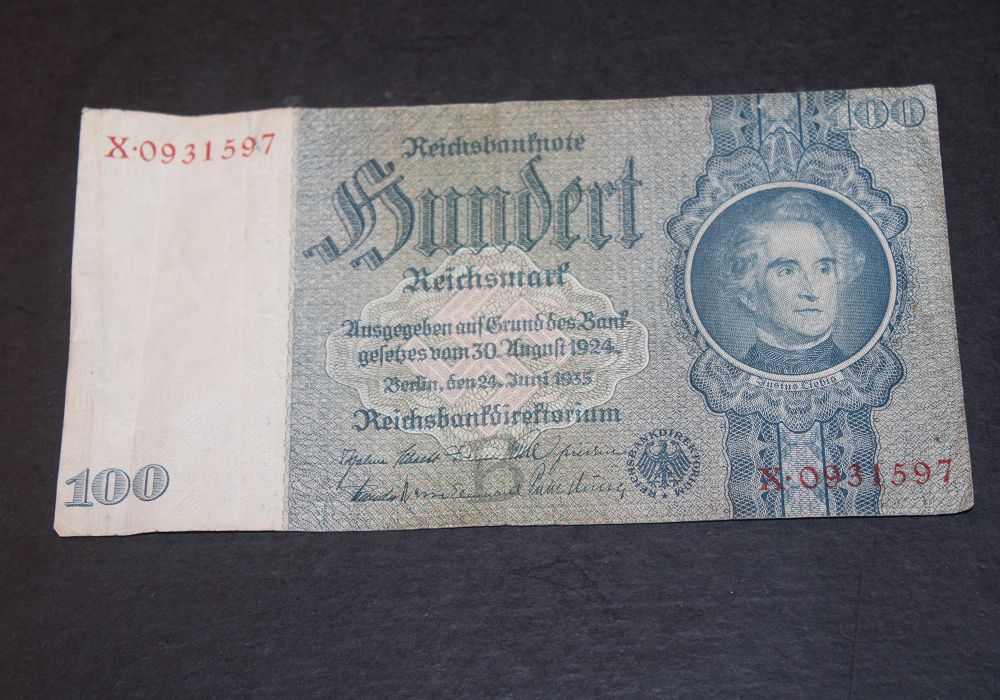 X·0931597
100
Reichsbanknote
Hundert
Reichsmark
Ausgegeben auf Grund des Bank-
gesetzes vom 30. August 1924.
Berlin, den 24. Juni 1935
Reichsbankdirektorium
B
REICHSBANKDIREKTORIUM
Justus Liebig
X·0931597
100